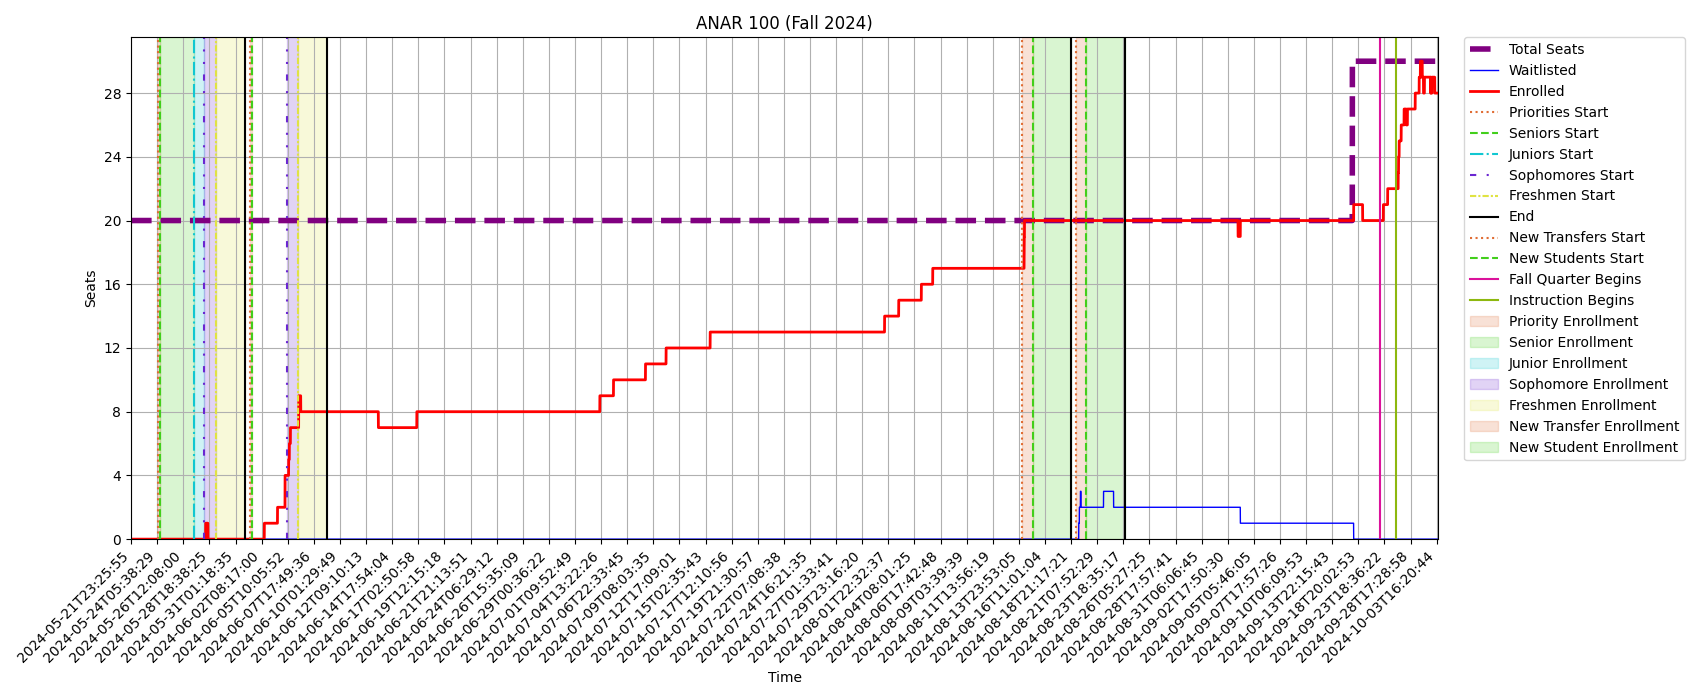 ANAR 100 (Fall 2024)
Seats
28
24
20
16
12
8
4
0
2024-05-21T23:25:55
2024-05-24T05:38:29
2024-05-26T12:08:00
2024-05-28T18:38:25
2024-05-31T01:18:35
2024-06-02T08:17:00
2024-06-05T10:05:52
2024-06-07T17:49:36
2024-06-10T01:29:49
2024-06-12T09:10:13
2024-06-14T17:54:04
2024-06-17T02:50:58
2024-06-19T12:15:18
2024-06-21T21:13:51
2024-06-24T06:29:12
2024-06-26T15:35:09
2024-06-29T00:36:22
2024-07-01T09:52:49
2024-07-04T13:22:26
2024-07-06T22:33:45
2024-07-09T08:03:35
2024-07-12T17:09:01
2024-07-15T02:35:43
2024-07-17T12:10:56
2024-07-19T21:30:57
2024-07-22T07:08:38
2024-07-24T16:21:35
2024-07-27T01:33:41
2024-07-29T23:16:20
2024-08-01T22:32:37
2024-08-04T08:01:25
2024-08-06T17:42:48
2024-08-09T03:39:39
2024-08-11T13:56:19
2024-08-13T23:53:05
2024-08-16T11:01:04
2024-08-18T21:17:21
2024-08-21T07:52:29
2024-08-23T18:35:17
2024-08-26T05:27:25
2024-08-28T17:57:41
2024-08-31T06:06:45
2024-09-02T17:50:30
2024-09-05T05:46:05
2024-09-07T17:57:26
2024-09-10T06:09:53
2024-09-13T22:15:43
2024-09-18T20:02:53
2024-09-23T18:36:22
2024-09-28T17:28:58
2024-10-03T16:20:44
Time
Total Seats
Waitlisted
Enrolled
Priorities Start
Seniors Start
Juniors Start
Sophomores Start
Freshmen Start
End
New Transfers Start
New Students Start
Fall Quarter Begins
Instruction Begins
Priority Enrollment
Senior Enrollment
Junior Enrollment
Sophomore Enrollment
Freshmen Enrollment
New Transfer Enrollment
New Student Enrollment